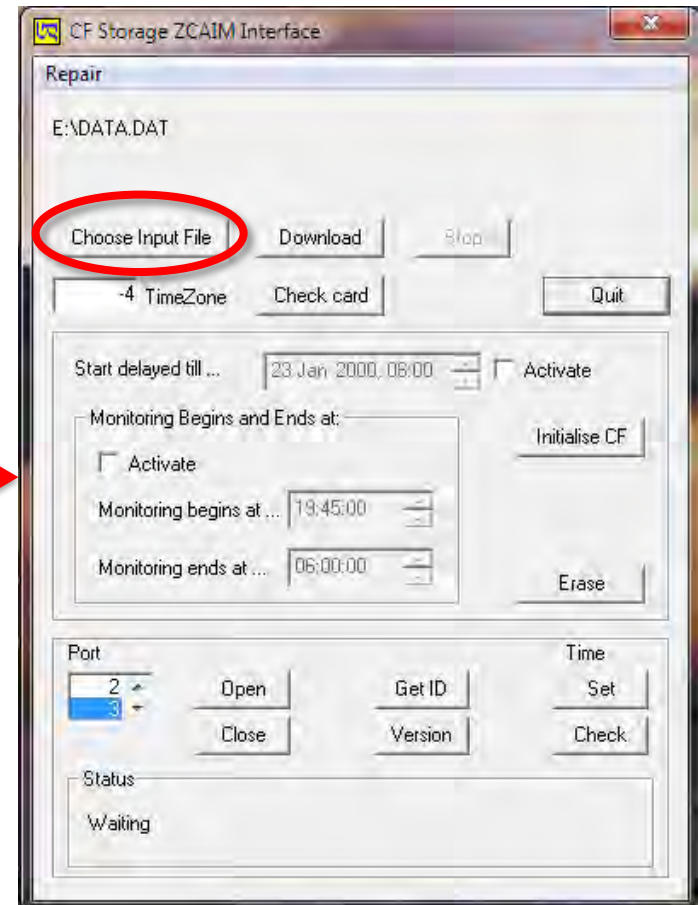 CF Storage ZCAIM Interface
Repair
E:\DATA.DAT
Choose Input File Download Stop
-4 TimeZone Check card Quit
Start delayed till ... 23 Jan 2000, 08:00 Activate
Monitoring Begins and Ends at:
Initialise CF
Activate
Monitoring begins at ... 19:45:00
Monitoring ends at ... 06:00:00
Erase
Port Time
2 Open Get ID Set
3
Close Version Check
Status
Waiting